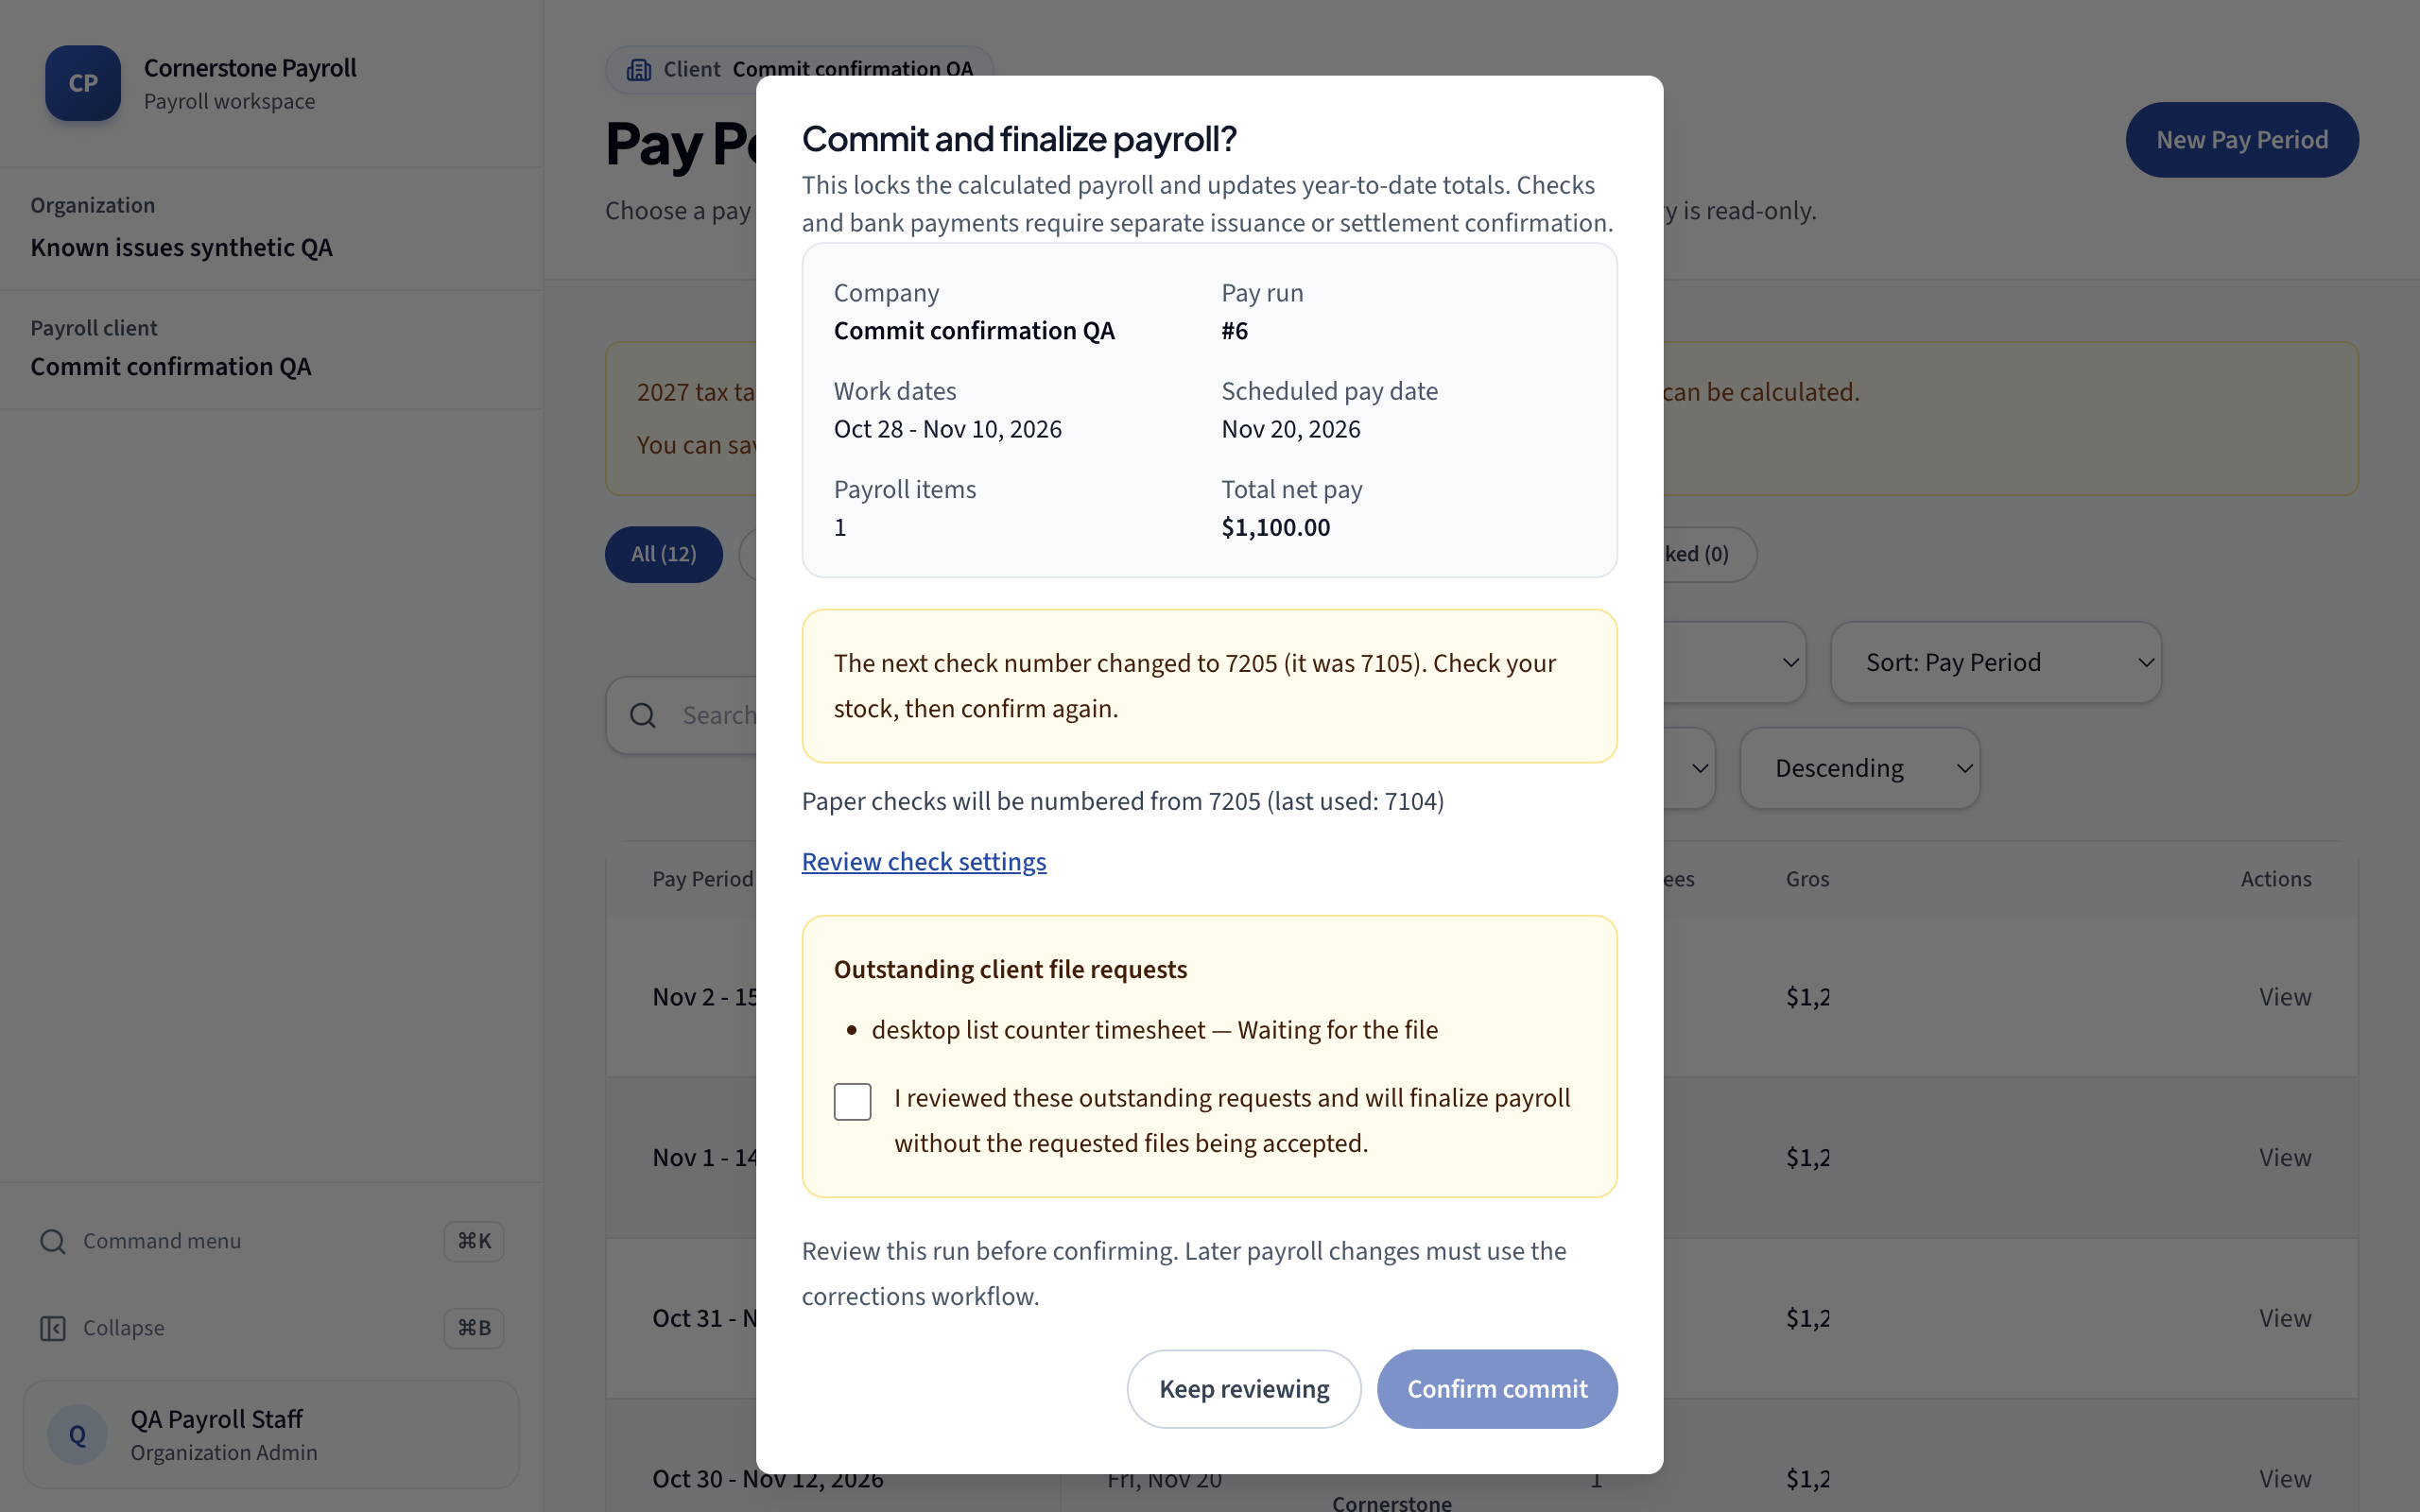 CP
Cornerstone Payroll
Payroll workspace
Organization
Known issues synthetic QA
Payroll client
Commit confirmation QA
Command menu
⌘K
Collapse
⌘B
Q
QA Payroll Staff
Organization Admin
Client Commit confirmation QA
Pay
New Pay Period
Choose a pay
is read-only.
2027 tax
can be calculated.
You can
All (12)
(0)
Search
Sort: Pay Period
Descending
Pay Period
Actions
Nov 2 - 15
$1,2
View
Nov 1 - 14
$1,2
View
Oct 31 -
$1,2
View
Oct 30 - Nov 12, 2026
Fri, Nov 20
1
$1,2
View
Cornerstone
Commit and finalize payroll?
This locks the calculated payroll and updates year-to-date totals. Checks
and bank payments require separate issuance or settlement confirmation.
Company
Commit confirmation QA
Pay run
#6
Work dates
Oct 28 - Nov 10, 2026
Scheduled pay date
Nov 20, 2026
Payroll items
1
Total net pay
$1,100.00
The next check number changed to 7205 (it was 7105). Check your
stock, then confirm again.
Paper checks will be numbered from 7205 (last used: 7104)
Review check settings
Outstanding client file requests
• desktop list counter timesheet — Waiting for the file
I reviewed these outstanding requests and will finalize payroll
without the requested files being accepted.
Review this run before confirming. Later payroll changes must use the
corrections workflow.
Keep reviewing
Confirm commit